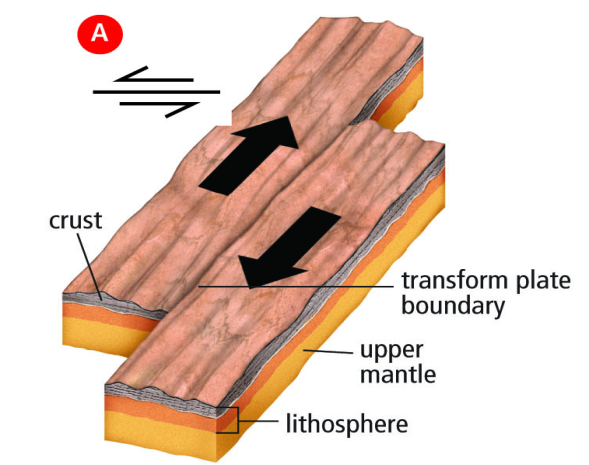 A
crust
transform plate
boundary
upper
mantle
lithosphere